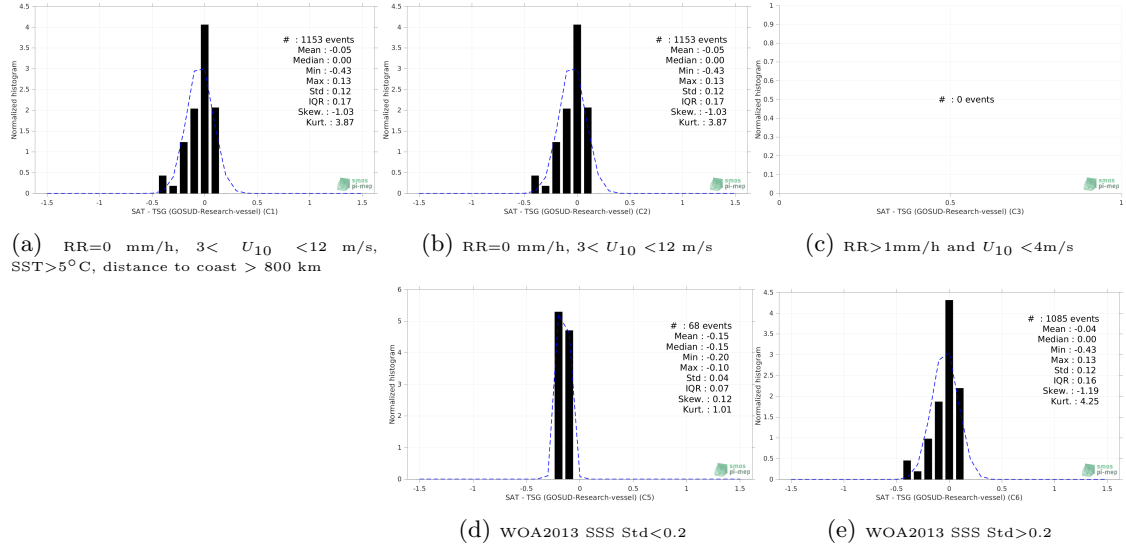 4.5
4
3.5
3
2.5
2
1.5
1
0.5
0
-1.5 -1 -0.5 0 0.5 1 1.5
Normalized histogram
# : 1153 events
Mean : -0.05
Median : 0.00
Min : -0.43
Max : 0.13
Std : 0.12
IQR : 0.17
Skew. : -1.03
Kurt. : 3.87
smos
pi-mep
SAT - TSG (GOSUD-Research-vessel) (C1)
(a) RR=0 mm/h, 3< U10 <12 m/s,
SST>5°C, distance to coast > 800 km
4.5
4
3.5
3
2.5
2
1.5
1
0.5
0
-1.5 -1 -0.5 0 0.5 1 1.5
Normalized histogram
# : 1153 events
Mean : -0.05
Median : 0.00
Min : -0.43
Max : 0.13
Std : 0.12
IQR : 0.17
Skew. : -1.03
Kurt. : 3.87
smos
pi-mep
SAT - TSG (GOSUD-Research-vessel) (C2)
(b) RR=0 mm/h, 3< U10 <12 m/s
1
0.9
0.8
0.7
0.6
0.5
0.4
0.3
0.2
0.1
0
0 0.5 1
Normalized histogram
# : 0 events
smos
pi-mep
SAT - TSG (GOSUD-Research-vessel) (C3)
(c) RR>1mm/h and U10 <4m/s
6
5
4
3
2
1
0
-1.5 -1 -0.5 0 0.5 1 1.5
Normalized histogram
# : 68 events
Mean : -0.15
Median : -0.15
Min : -0.20
Max : -0.10
Std : 0.04
IQR : 0.07
Skew. : 0.12
Kurt. : 1.01
smos
pi-mep
SAT - TSG (GOSUD-Research-vessel) (C5)
(d) WOA2013 SSS Std<0.2
4.5
4
3.5
3
2.5
2
1.5
1
0.5
0
-1.5 -1 -0.5 0 0.5 1 1.5
Normalized histogram
# : 1085 events
Mean : -0.04
Median : 0.00
Min : -0.43
Max : 0.13
Std : 0.12
IQR : 0.16
Skew. : -1.19
Kurt. : 4.25
smos
pi-mep
SAT - TSG (GOSUD-Research-vessel) (C6)
(e) WOA2013 SSS Std>0.2